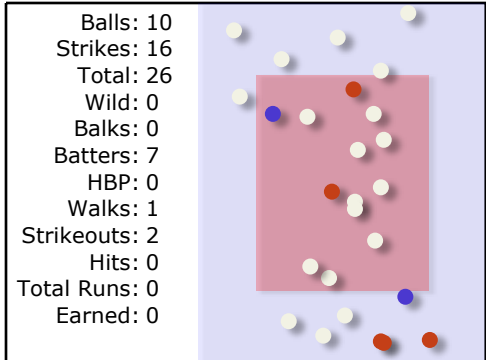 Balls: 10
Strikes: 16
Total: 26
Wild: 0
Balks: 0
Batters: 7
HBP: 0
Walks: 1
Strikeouts: 2
Hits: 0
Total Runs: 0
Earned: 0